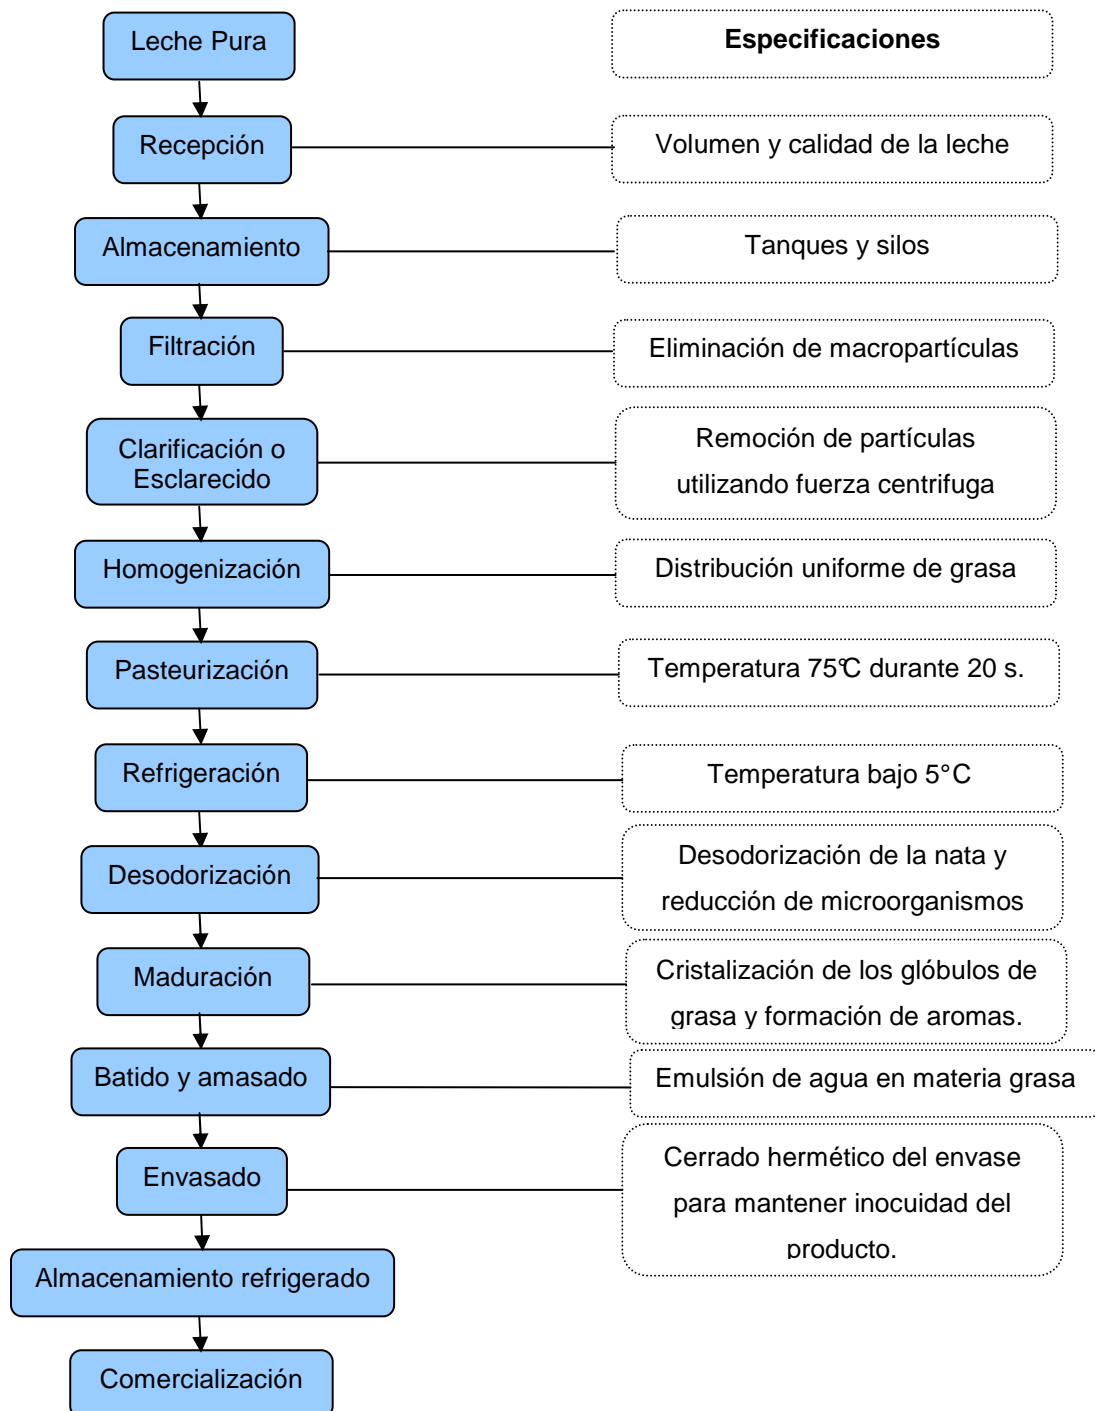 Leche Pura
Especificaciones
Recepción
Volumen y calidad de la leche
Almacenamiento
Tanques y silos
Filtración
Eliminación de macropartículas
Clarificación o
Esclarecido
Remoción de partículas
utilizando fuerza centrifuga
Homogenización
Distribución uniforme de grasa
Pasteurización
Temperatura 75°C durante 20 s.
Refrigeración
Temperatura bajo 5°C
Desodorización
Desodorización de la nata y
reducción de microorganismos
Maduración
Cristalización de los glóbulos de
grasa y formación de aromas.
Batido y amasado
Emulsión de agua en materia grasa
Envasado
Cerrado hermético del envase
para mantener inocuidad del
producto.
Almacenamiento refrigerado
Comercialización